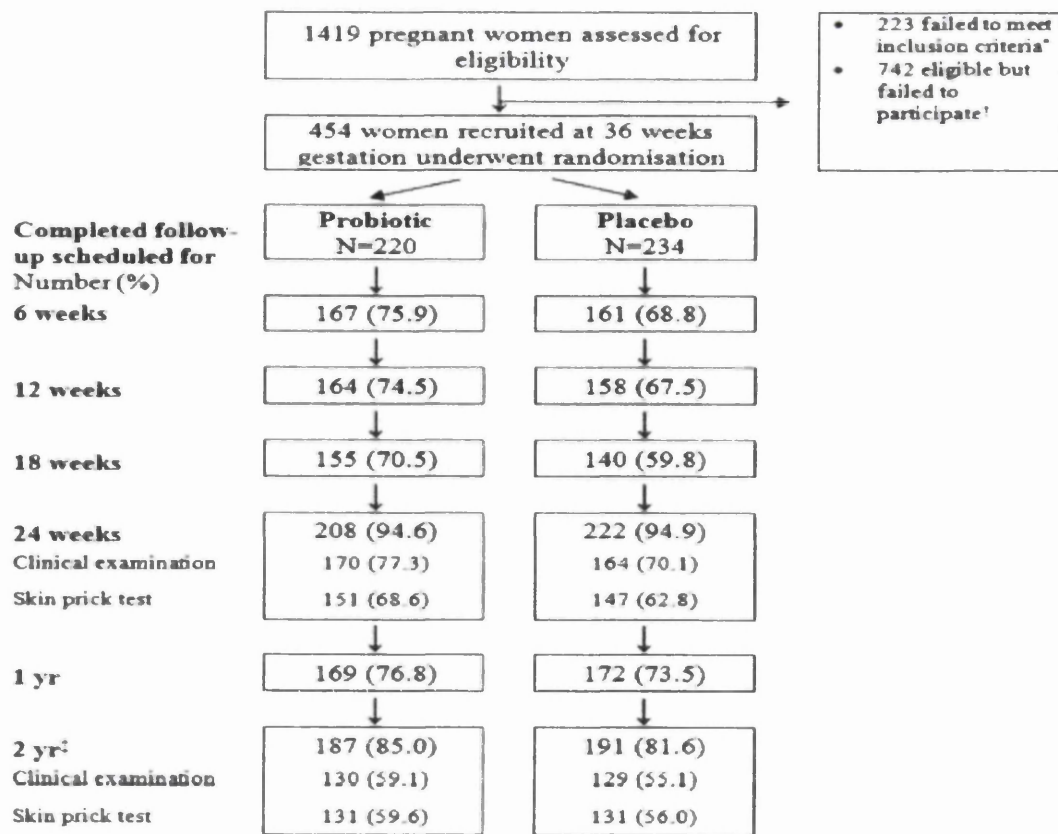 1419 pregnant women assessed for
eligibility
• 223 failed to meet
inclusion criteria*
• 742 eligible but
failed to
participate†
454 women recruited at 36 weeks
gestation underwent randomisation
Completed follow-
up scheduled for
Number (%)
Probiotic
N=220
Placebo
N=234
6 weeks
167 (75.9)
161 (68.8)
12 weeks
164 (74.5)
158 (67.5)
18 weeks
155 (70.5)
140 (59.8)
24 weeks
208 (94.6)
222 (94.9)
Clinical examination
170 (77.3)
164 (70.1)
Skin prick test
151 (68.6)
147 (62.8)
1 yr
169 (76.8)
172 (73.5)
2 yr‡
187 (85.0)
191 (81.6)
Clinical examination
130 (59.1)
129 (55.1)
Skin prick test
131 (59.6)
131 (56.0)